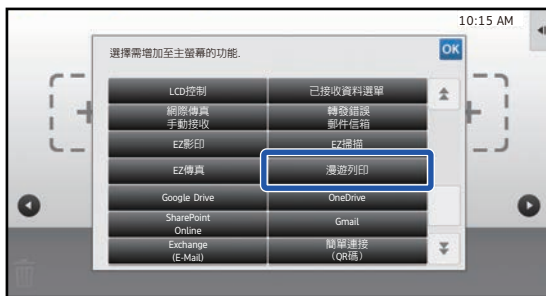 10:15 AM
選擇需增加至主螢幕的功能.
OK
LCD控制
已接收資料選單
網際傳真
手動接收
轉發錯誤
郵件信箱
EZ影印
EZ掃描
EZ傳真
漫遊列印
Google Drive
OneDrive
SharePoint
Online
Gmail
Exchange
(E-Mail)
簡單連接
(QR碼)